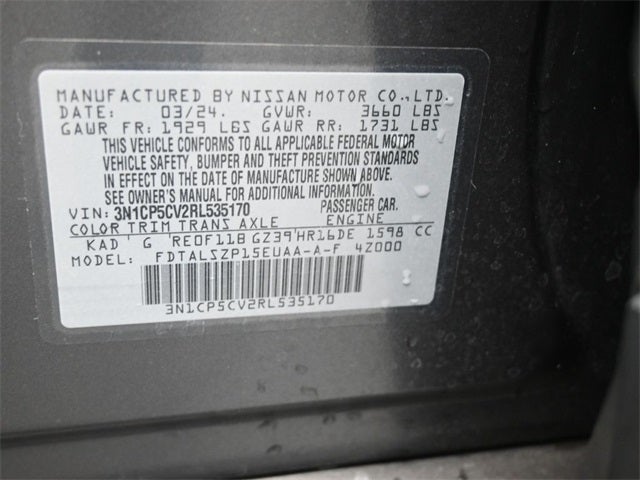 MANUFACTURED BY NISSAN MOTOR CO., LTD.
DATE: 03/24. GVWR: 3660 LBS
GAWR FR: 1929 LBS GAWR RR: 1731 LBS
THIS VEHICLE CONFORMS TO ALL APPLICABLE FEDERAL MOTOR
VEHICLE SAFETY, BUMPER AND THEFT PREVENTION STANDARDS
IN EFFECT ON THE DATE OF MANUFACTURE SHOWN ABOVE.
SEE OWNER'S MANUAL FOR ADDITIONAL INFORMATION.
VIN: 3N1CP5CV2RL535170 PASSENGER CAR.
COLOR TRIM TRANS AXLE ENGINE
KAD G RE0F11B GZ39 HR16DE 1598 CC
MODEL: FDTALSZP15EUAA-A-F 4Z000
3N1CP5CV2RL535170